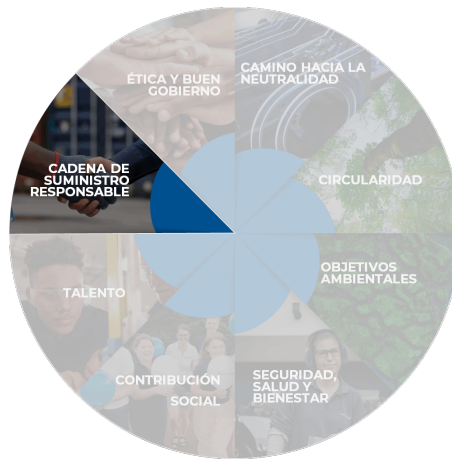 ÉTICA Y BUEN
GOBIERNO
CAMINO HACIA LA
NEUTRALIDAD
CADENA DE
SUMINISTRO
RESPONSABLE
CIRCULARIDAD
TALENTO
OBJETIVOS
AMBIENTALES
CONTRIBUCIÓN
SOCIAL
SEGURIDAD,
SALUD Y
BIENESTAR